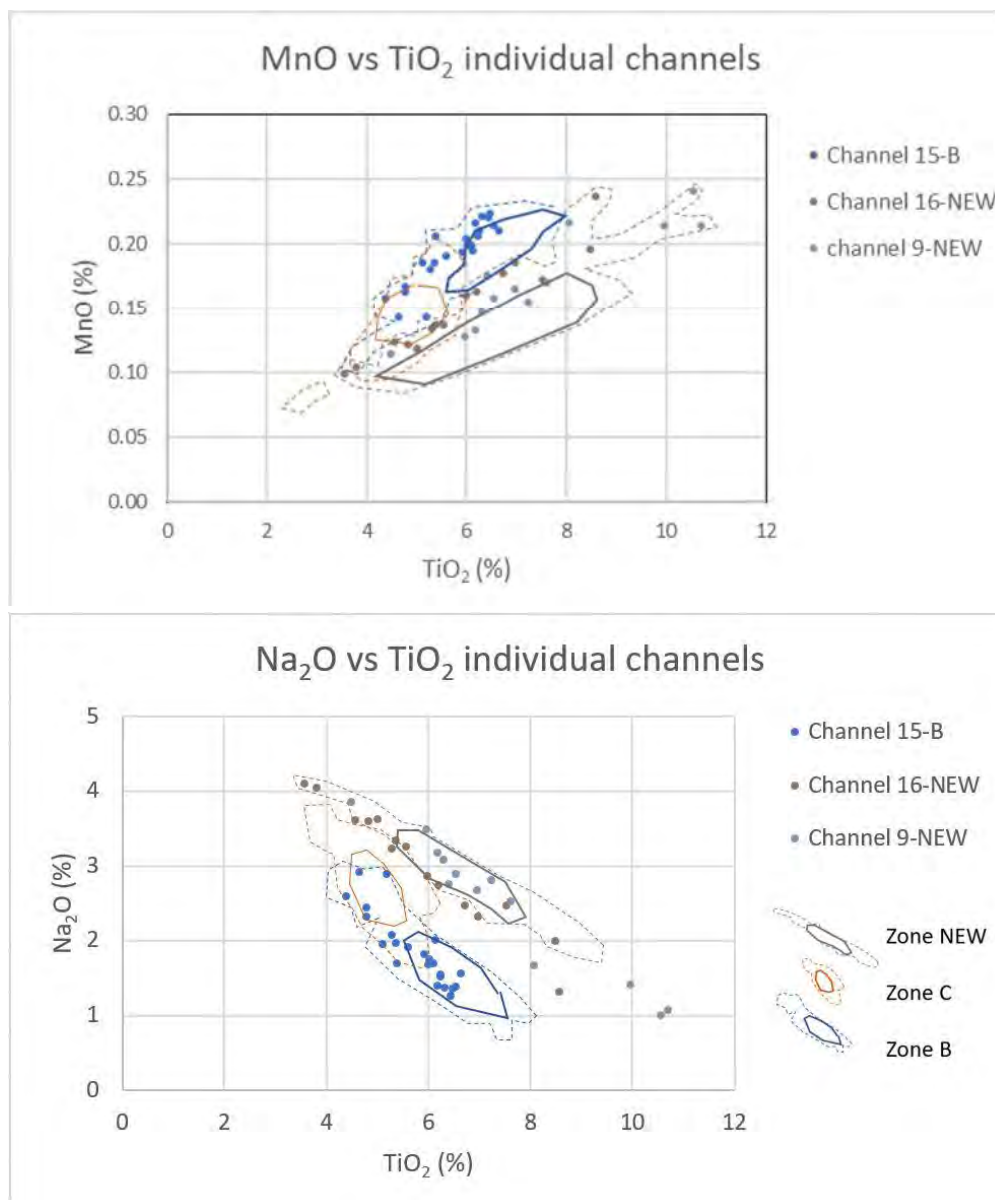 MnO vs TiO₂ individual channels
0.30
0.25
0.20
0.15
0.10
0.05
0.00
MnO (%)
0 2 4 6 8 10 12
TiO₂ (%)
Channel 15-B
Channel 16-NEW
channel 9-NEW
Na₂O vs TiO₂ individual channels
5
4
3
2
1
0
Na₂O (%)
0 2 4 6 8 10 12
TiO₂ (%)
Channel 15-B
Channel 16-NEW
Channel 9-NEW
Zone NEW
Zone C
Zone B